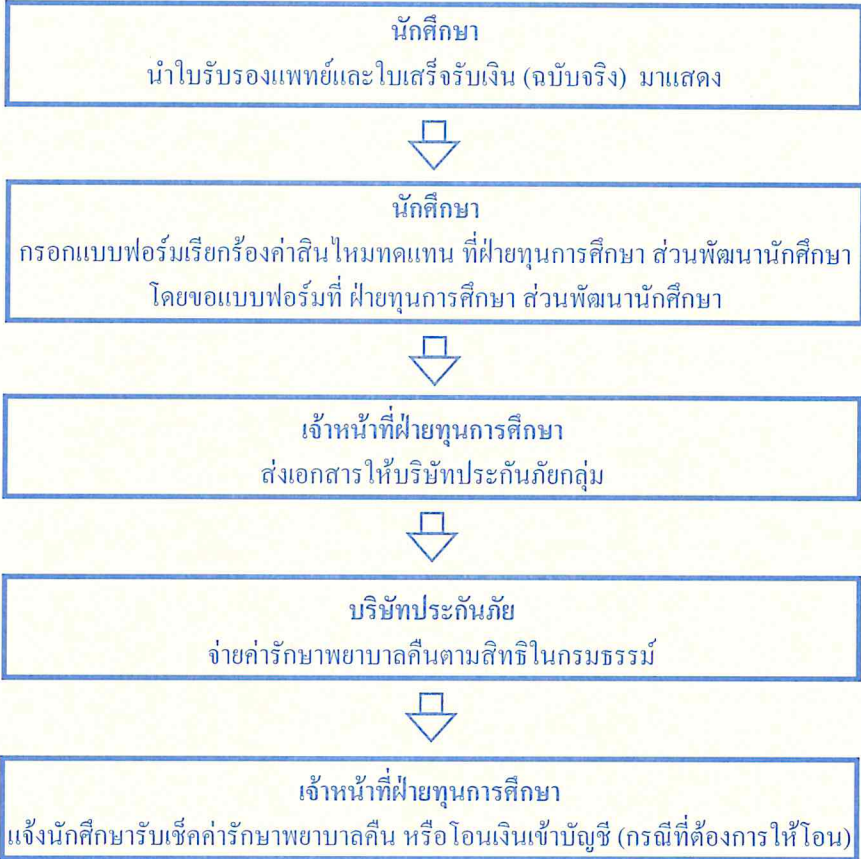 นักศึกษา
นำใบรับรองแพทย์และใบเสร็จรับเงิน (ฉบับจริง) มาแสดง
นักศึกษา
กรอกแบบฟอร์มเรียกร้องค่าสินไหมทดแทน ที่ฝ่ายทุนการศึกษา ส่วนพัฒนานักศึกษา
โดยขอแบบฟอร์มที่ ฝ่ายทุนการศึกษา ส่วนพัฒนานักศึกษา
เจ้าหน้าที่ฝ่ายทุนการศึกษา
ส่งเอกสารให้บริษัทประกันภัยกลุ่ม
บริษัทประกันภัย
จ่ายค่ารักษาพยาบาลคืนตามสิทธิในกรมธรรม์
เจ้าหน้าที่ฝ่ายทุนการศึกษา
แจ้งนักศึกษารับเช็คค่ารักษาพยาบาลคืน หรือโอนเงินเข้าบัญชี (กรณีที่ต้องการให้โอน)